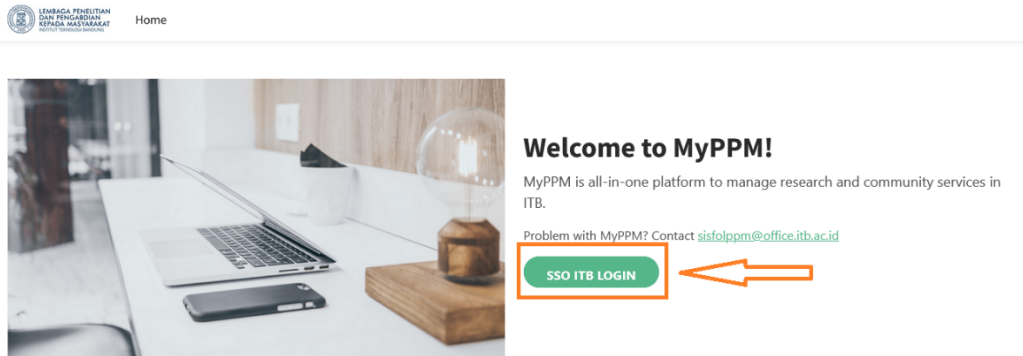 LEMBAGA PENELITIAN
DAN PENGABDIAN
KEPADA MASYARAKAT
INSTITUT TEKNOLOGI BANDUNG
Home
Welcome to MyPPM!
MyPPM is all-in-one platform to manage research and community services in
ITB.
Problem with MyPPM? Contact sisfolppm@office.itb.ac.id
SSO ITB LOGIN